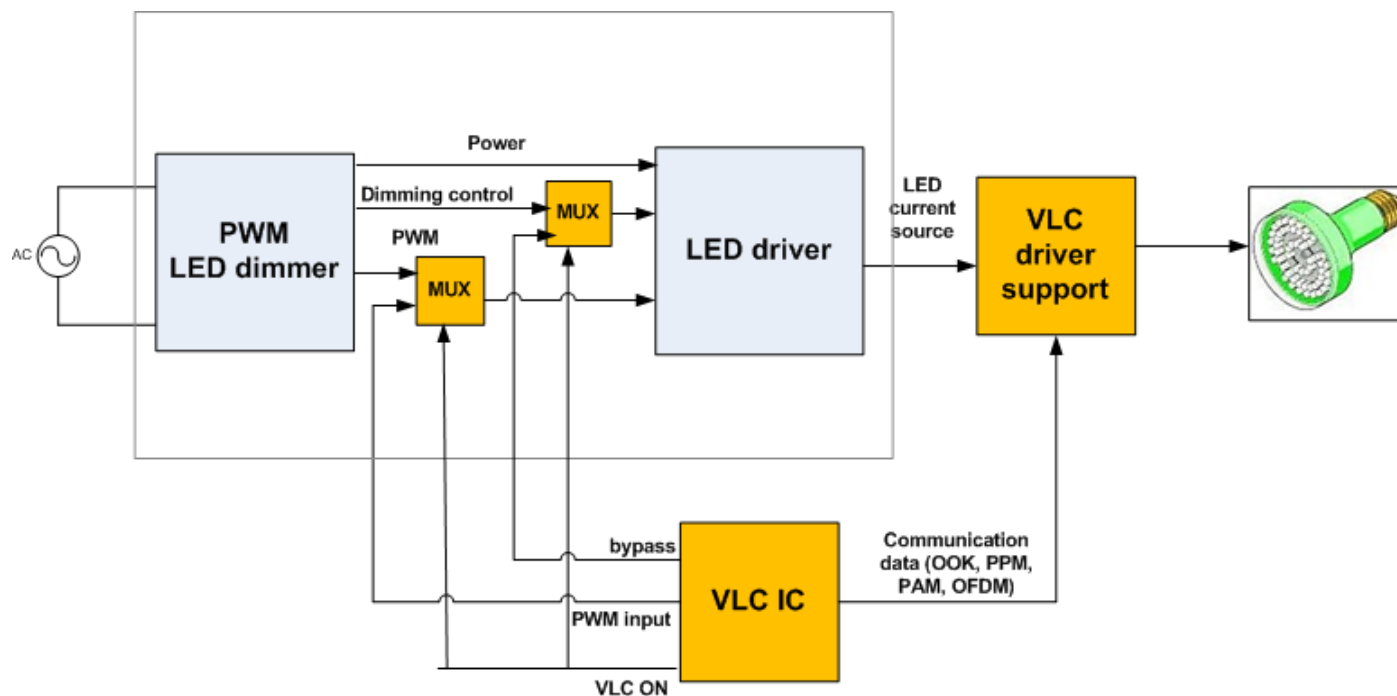 Power
Dimming control
MUX
PWM
MUX
AC
PWM
LED dimmer
LED driver
LED
current
source
VLC
driver
support
bypass
PWM input
VLC ON
VLC IC
Communication
data (OOK, PPM,
PAM, OFDM)